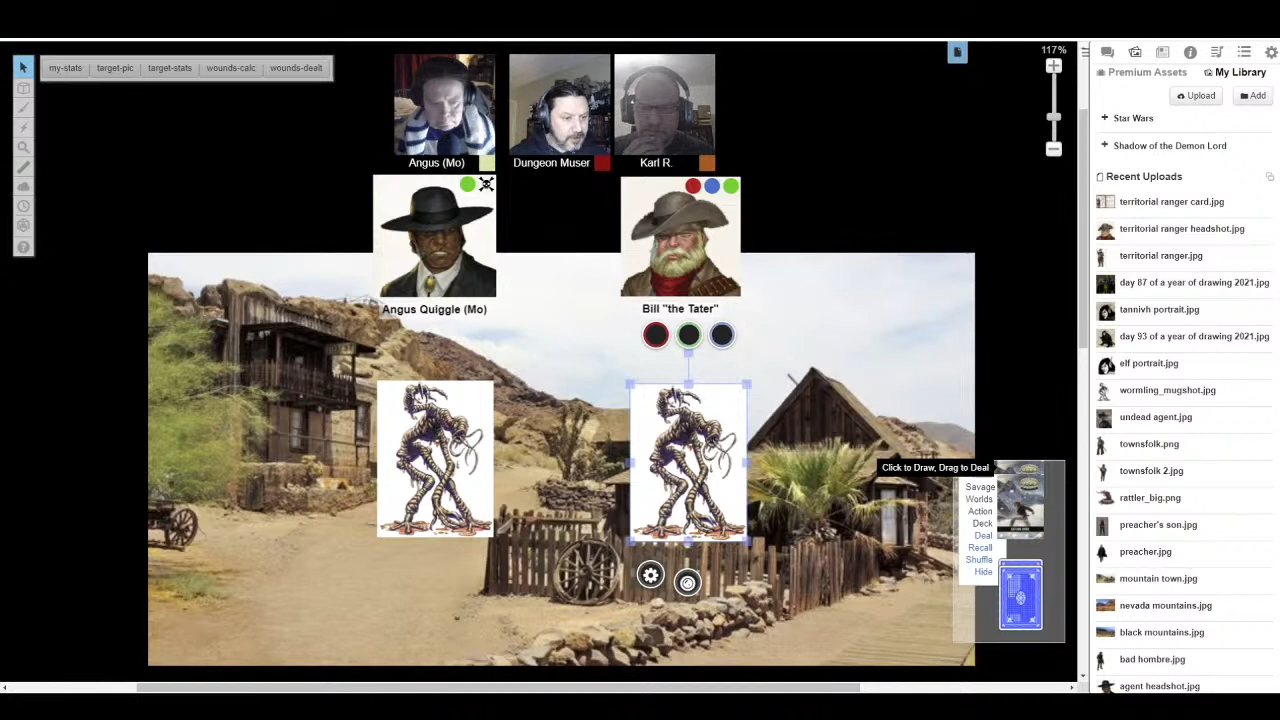 117%
my-stats
target-pic
target-stats
wounds-calc
wounds-dealt
Premium Assets
My Library
Upload
Add
Angus (Mo)
Dungeon Muser
Karl R.
Star Wars
Shadow of the Demon Lord
Recent Uploads
territorial ranger card.jpg
territorial ranger headshot.jpg
territorial ranger.jpg
day 87 of a year of drawing 2021.jpg
tannivh portrait.jpg
day 93 of a year of drawing 2021.jpg
elf portrait.jpg
wormling_mugshot.jpg
undead agent.jpg
townsfolk.png
townsfolk 2.jpg
rattler_big.png
preacher's son.jpg
preacher.jpg
mountain town.jpg
nevada mountains.jpg
black mountains.jpg
bad hombre.jpg
agent headshot.jpg
Angus Quiggle (Mo)
Bill "the Tater"
Click to Draw, Drag to Deal
Savage
Worlds
Action
Deck
Deal
Recall
Shuffle
Hide